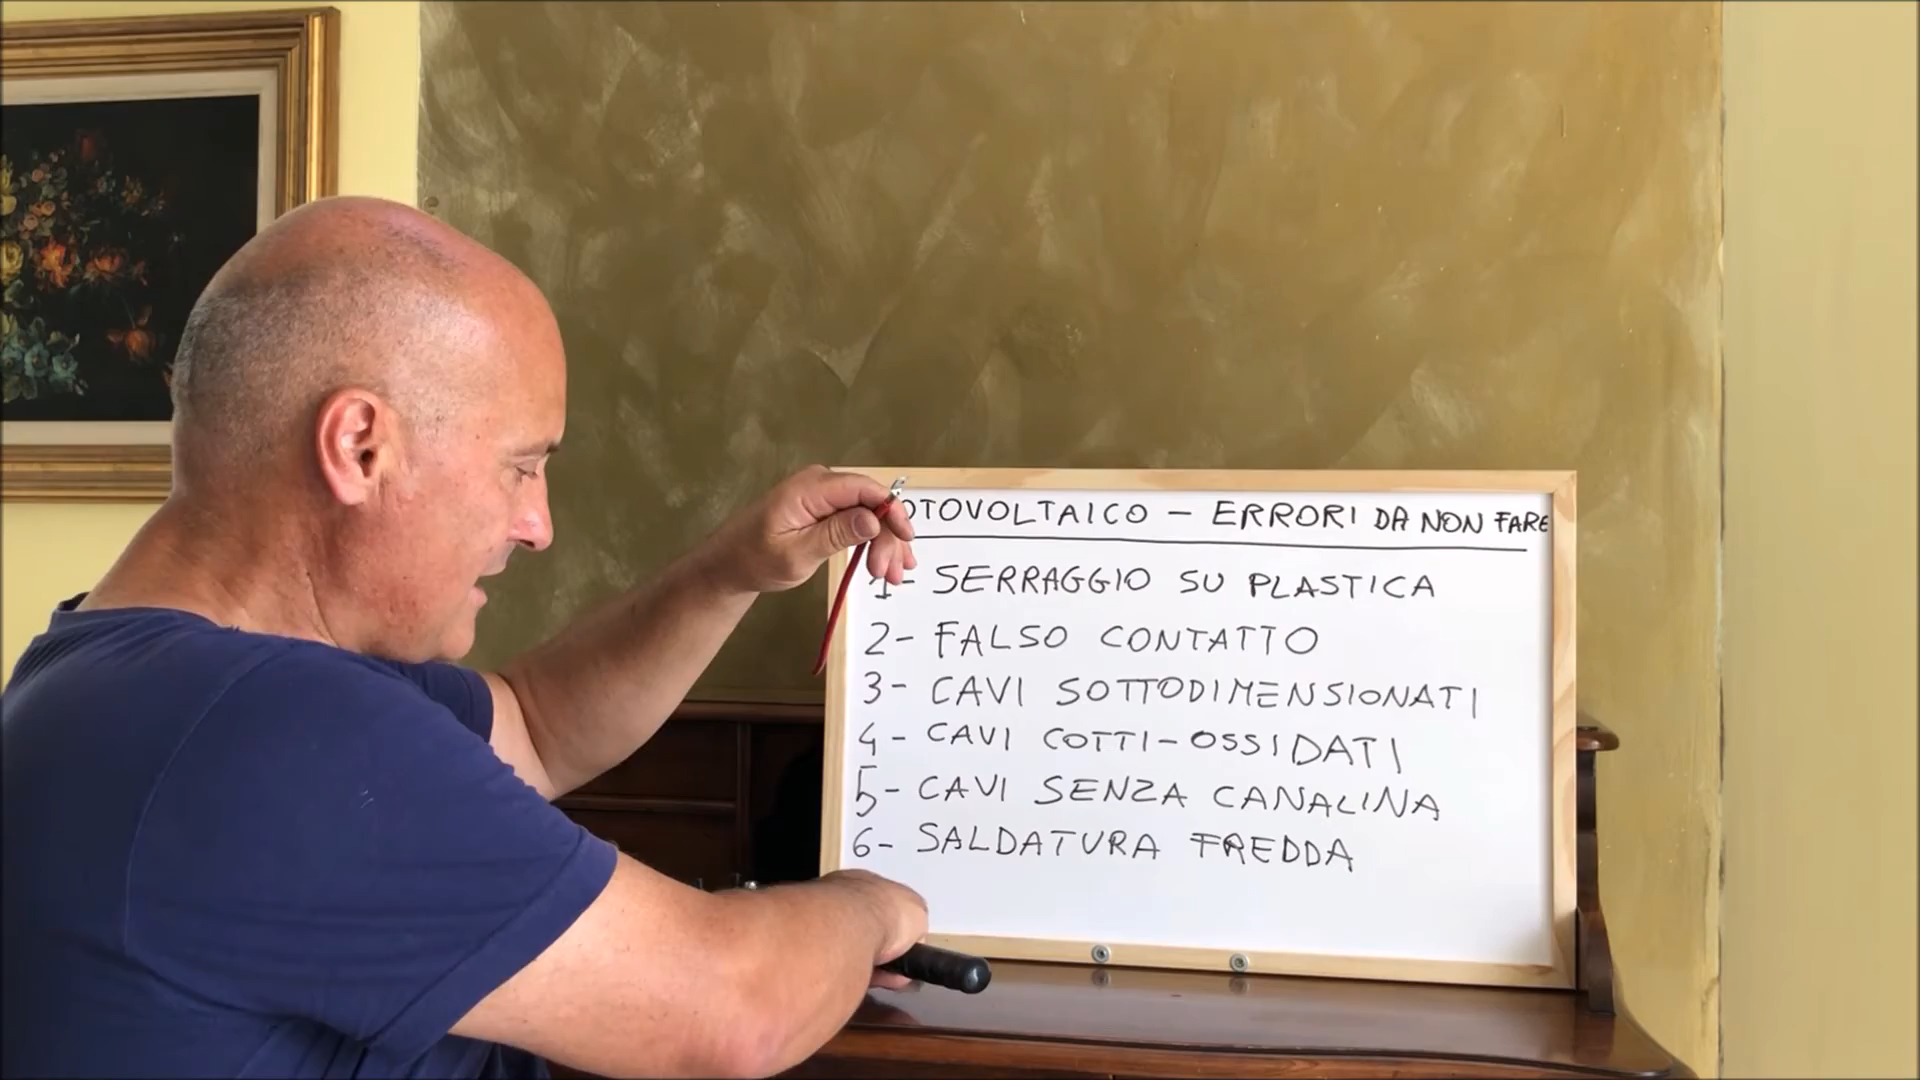 OTOVOLTAICO - ERRORI DA NON FARE
1- SERRAGGIO SU PLASTICA
2- FALSO CONTATTO
3- CAVI SOTTODIMENSIONATI
4- CAVI COTTI-OSSIDATI
5- CAVI SENZA CANALINA
6- SALDATURA FREDDA